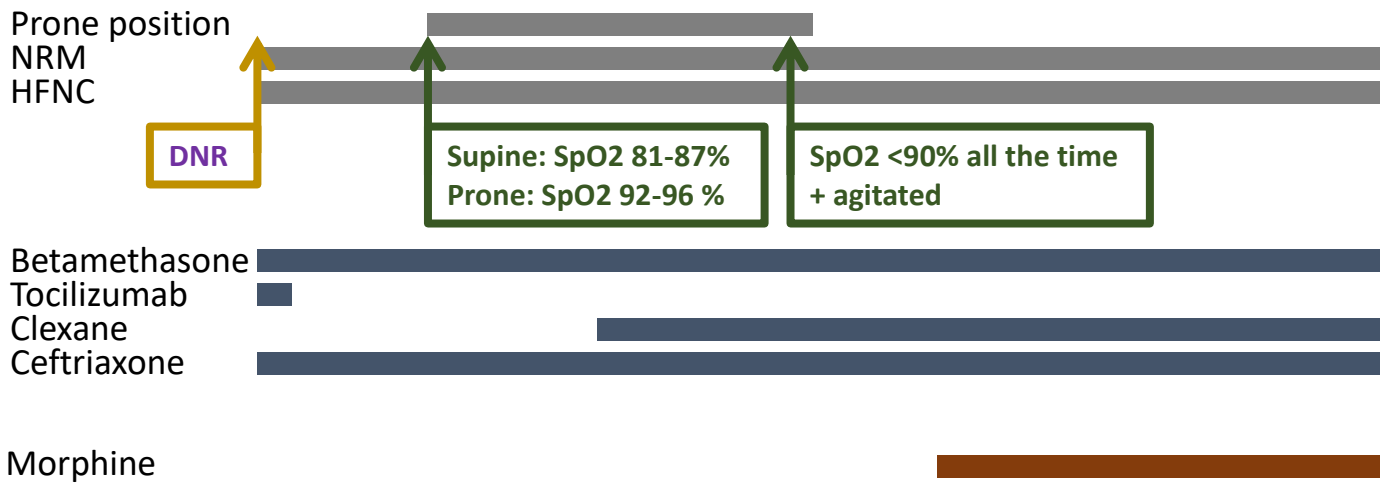 Prone position
NRM
HFNC
DNR
Supine: SpO2 81-87%
Prone: SpO2 92-96 %
SpO2 <90% all the time
+ agitated
Betamethasone
Tocilizumab
Clexane
Ceftriaxone
Morphine